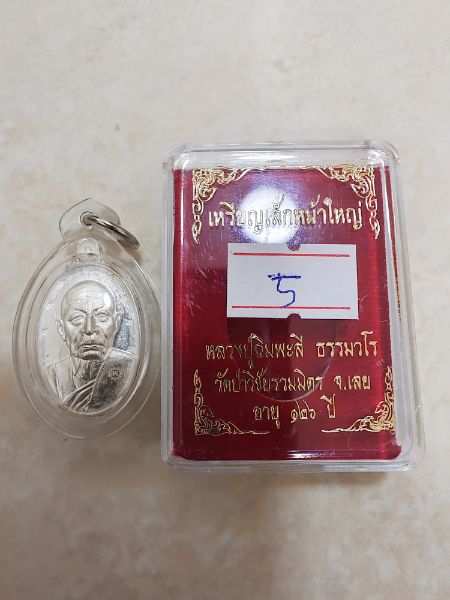 เหรียญเล็กหน้าใหญ่
5
หลวงปู่ฉิมพะลี ธรรมวโร
วัดป่าวิชัยรวมมิตร จ.เลย
อายุ ๑๒๖ ปี